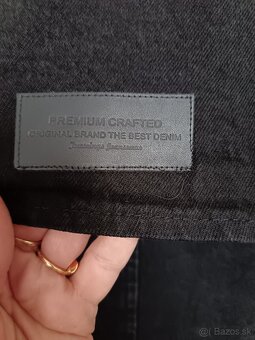 PREMIUM CRAFTED
ORIGINAL BRAND THE BEST DENIM
Bazos.sk